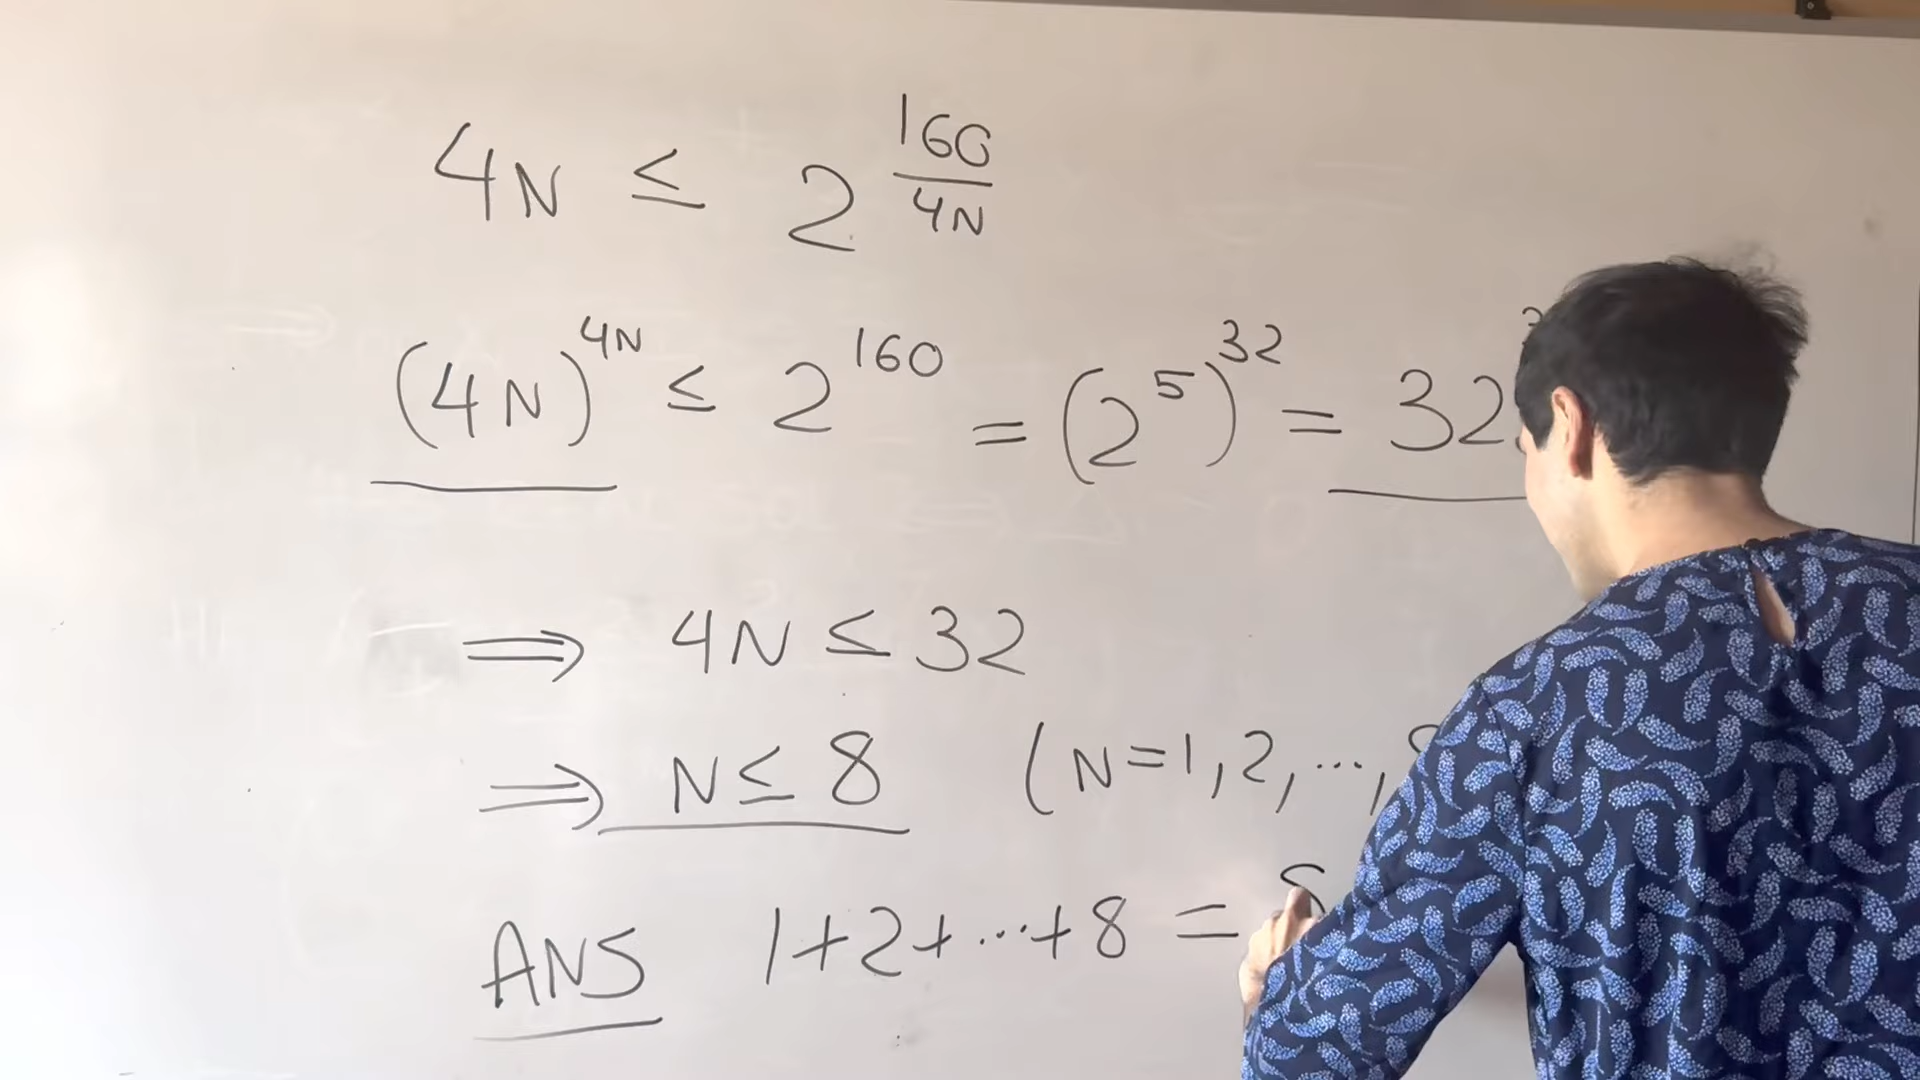 4N ≤ 2^(160/4N)
(4N)^4N ≤ 2^160 = (2^5)^32 = 32
⇒ 4N ≤ 32
⇒ N ≤ 8 (N=1,2,...,
ANS 1+2+...+8 =